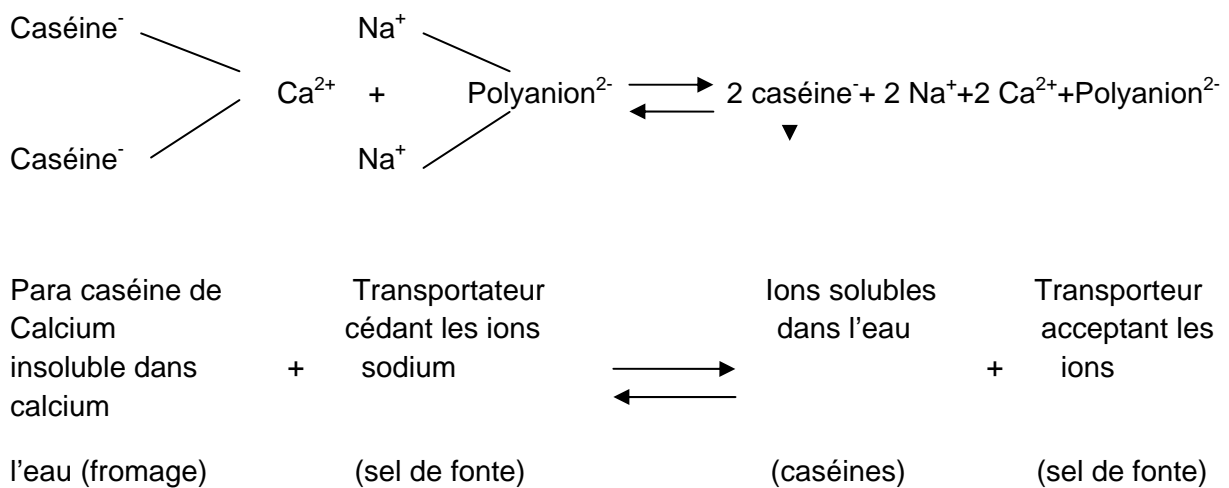 Caséine⁻ Na⁺
Ca²⁺ + Polyanion²⁻ 2 caséine⁻+ 2 Na⁺+2 Ca²⁺+Polyanion²⁻
Caséine⁻ Na⁺
Para caséine de Transportateur Ions solubles Transporteur
Calcium cédant les ions dans l’eau acceptant les
insoluble dans + sodium + ions
calcium
l’eau (fromage) (sel de fonte) (caséines) (sel de fonte)